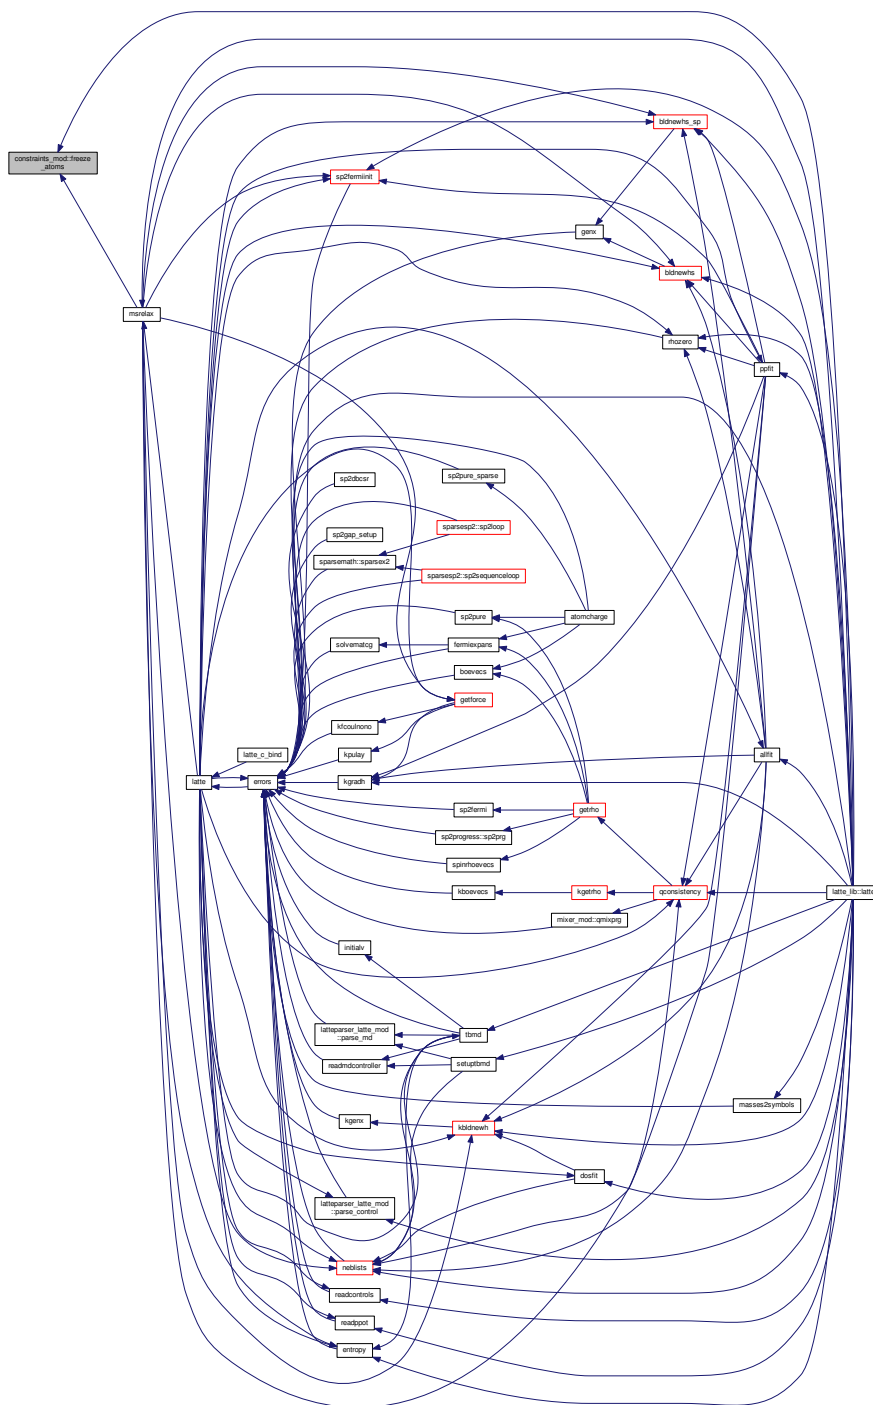 constraints_mod::freeze
_atoms
bldnewhs_sp
sp2fermiinit
genx
bldnewhs
msrelax
rhozero
ppfit
sp2dbcsr
sp2pure_sparse
sp2gap_setup
sparsesp2::sp2loop
sparsemath::sparsex2
sparsesp2::sp2sequenceloop
sp2pure
atomcharge
solvematcg
fermiexpans
boevecs
getforce
kfcoulnono
latte_c_bind
kpulay
allfit
latte
errors
kgradh
sp2fermi
getrho
sp2progress::sp2prg
spinrhoevecs
kboevecs
kgetrho
qconsistency
latte_lib::latte
mixer_mod::qmixprg
initialv
latteparser_latte_mod
::parse_md
tbmd
readmdcontroller
setuptbmd
masses2symbols
kgenx
kbldnewh
dosfit
latteparser_latte_mod
::parse_control
neblists
readcontrols
readppot
entropy